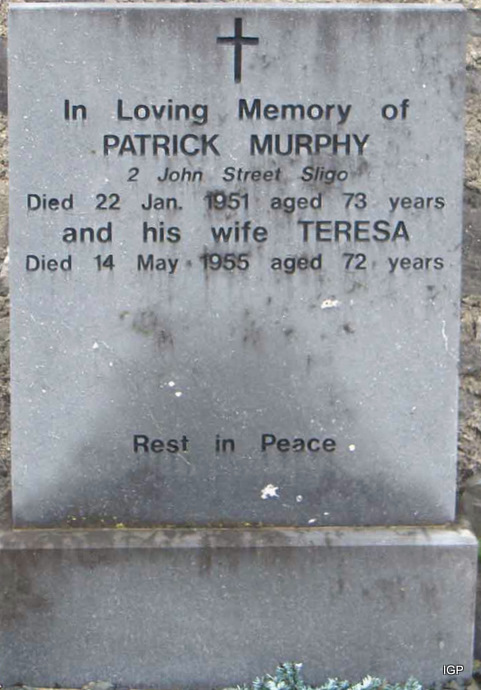 In Loving Memory of
PATRICK MURPHY
2 John Street Sligo
Died 22 Jan. 1951 aged 73 years
and his wife TERESA
Died 14 May 1955 aged 72 years
Rest in Peace
IGP